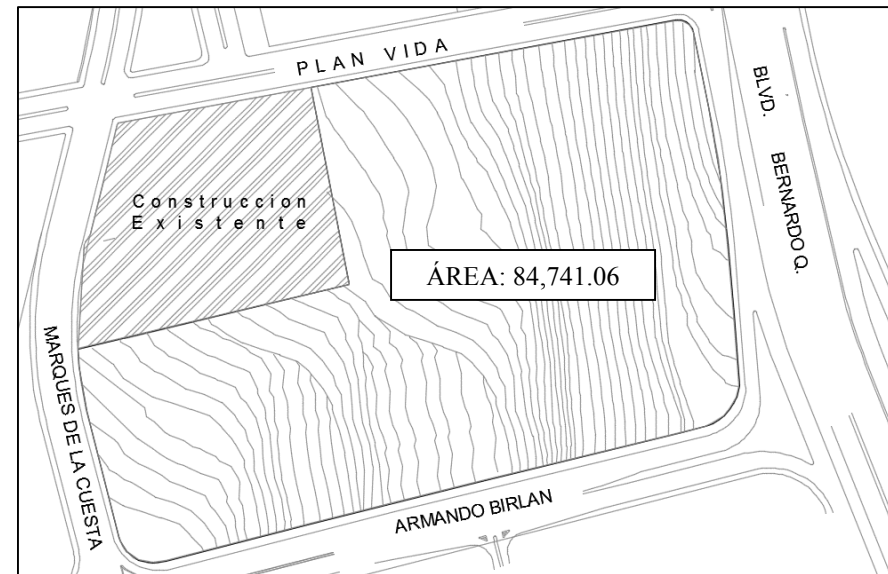 PLAN VIDA
BLVD. BERNARDO Q.
Construccion
Existente
ÁREA: 84,741.06
MARQUES DE LA CUESTA
ARMANDO BIRLAN